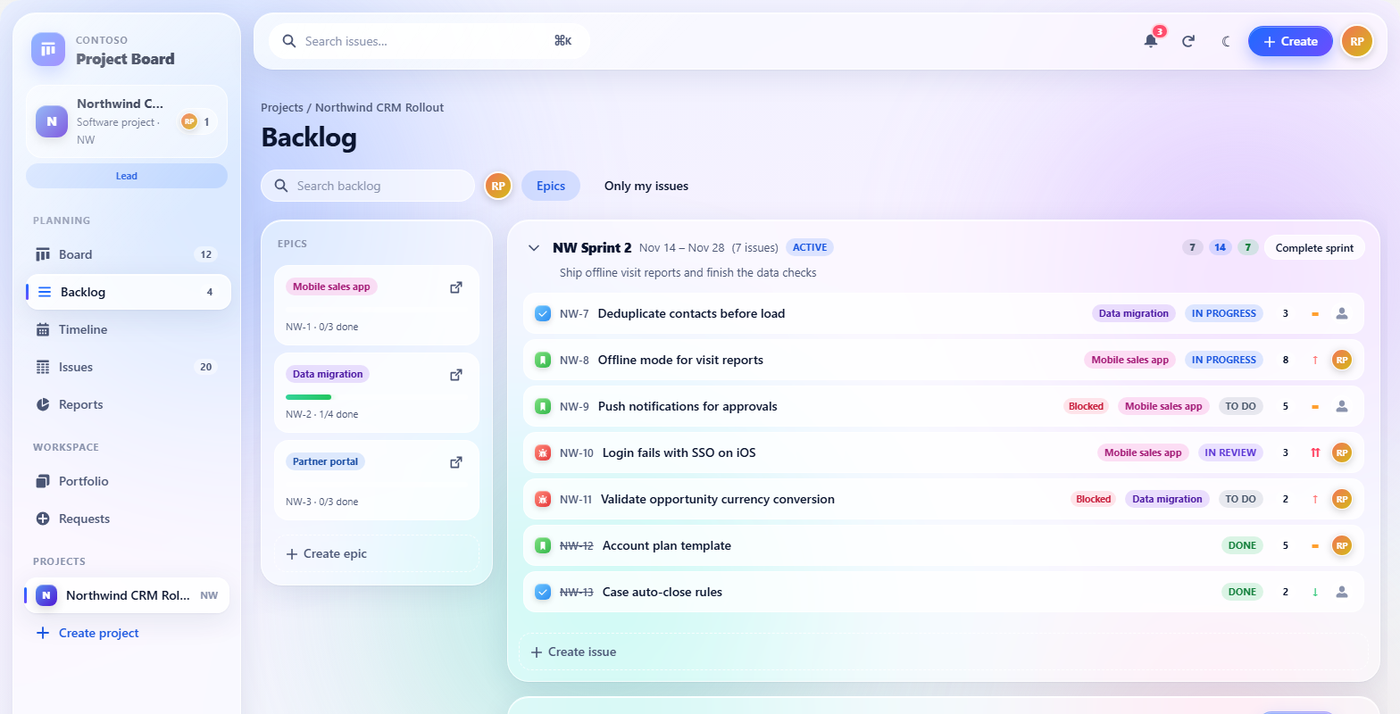 CONTOSO
Project Board
Northwind C...
Software project ·
NW
RP 1
Lead
PLANNING
Board 12
Backlog 4
Timeline
Issues 20
Reports
WORKSPACE
Portfolio
Requests
PROJECTS
N Northwind CRM Rol... NW
Create project
Search issues... ⌘K
3
Create
RP
Projects / Northwind CRM Rollout
Backlog
Search backlog RP Epics Only my issues
EPICS
Mobile sales app
NW-1 · 0/3 done
Data migration
NW-2 · 1/4 done
Partner portal
NW-3 · 0/3 done
Create epic
NW Sprint 2 Nov 14 – Nov 28 (7 issues) ACTIVE 7 14 7 Complete sprint
Ship offline visit reports and finish the data checks
NW-7 Deduplicate contacts before load Data migration IN PROGRESS 3
NW-8 Offline mode for visit reports Mobile sales app IN PROGRESS 8 ↑ RP
NW-9 Push notifications for approvals Blocked Mobile sales app TO DO 5
NW-10 Login fails with SSO on iOS Mobile sales app IN REVIEW 3 ⇈ RP
NW-11 Validate opportunity currency conversion Blocked Data migration TO DO 2 ↑ RP
NW-12 Account plan template DONE 5 RP
NW-13 Case auto-close rules DONE 2 ↓
Create issue